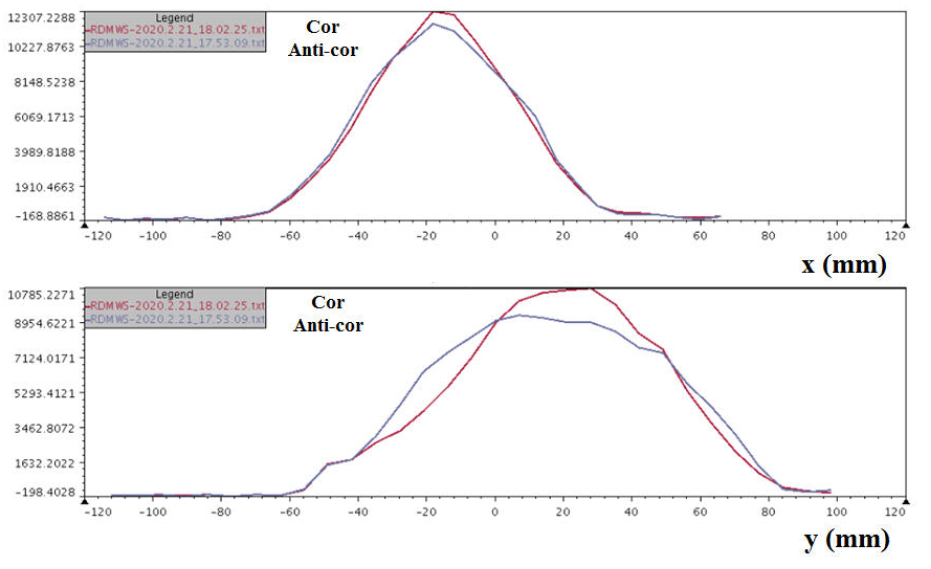 12307.2288
10227.8763
8148.5238
6069.1713
3989.8188
1910.4663
-168.8861
Legend
RDMWS-2020.2.21_18.02.25.txt
RDMWS-2020.2.21_17.53.09.txt
Cor
Anti-cor
-120 -100 -80 -60 -40 -20 0 20 40 60 80 100 120
x (mm)
10785.2271
8954.6221
7124.0171
5293.4121
3462.8072
1632.2022
-198.4028
Legend
RDMWS-2020.2.21_18.02.25.txt
RDMWS-2020.2.21_17.53.09.txt
Cor
Anti-cor
-120 -100 -80 -60 -40 -20 0 20 40 60 80 100 120
y (mm)